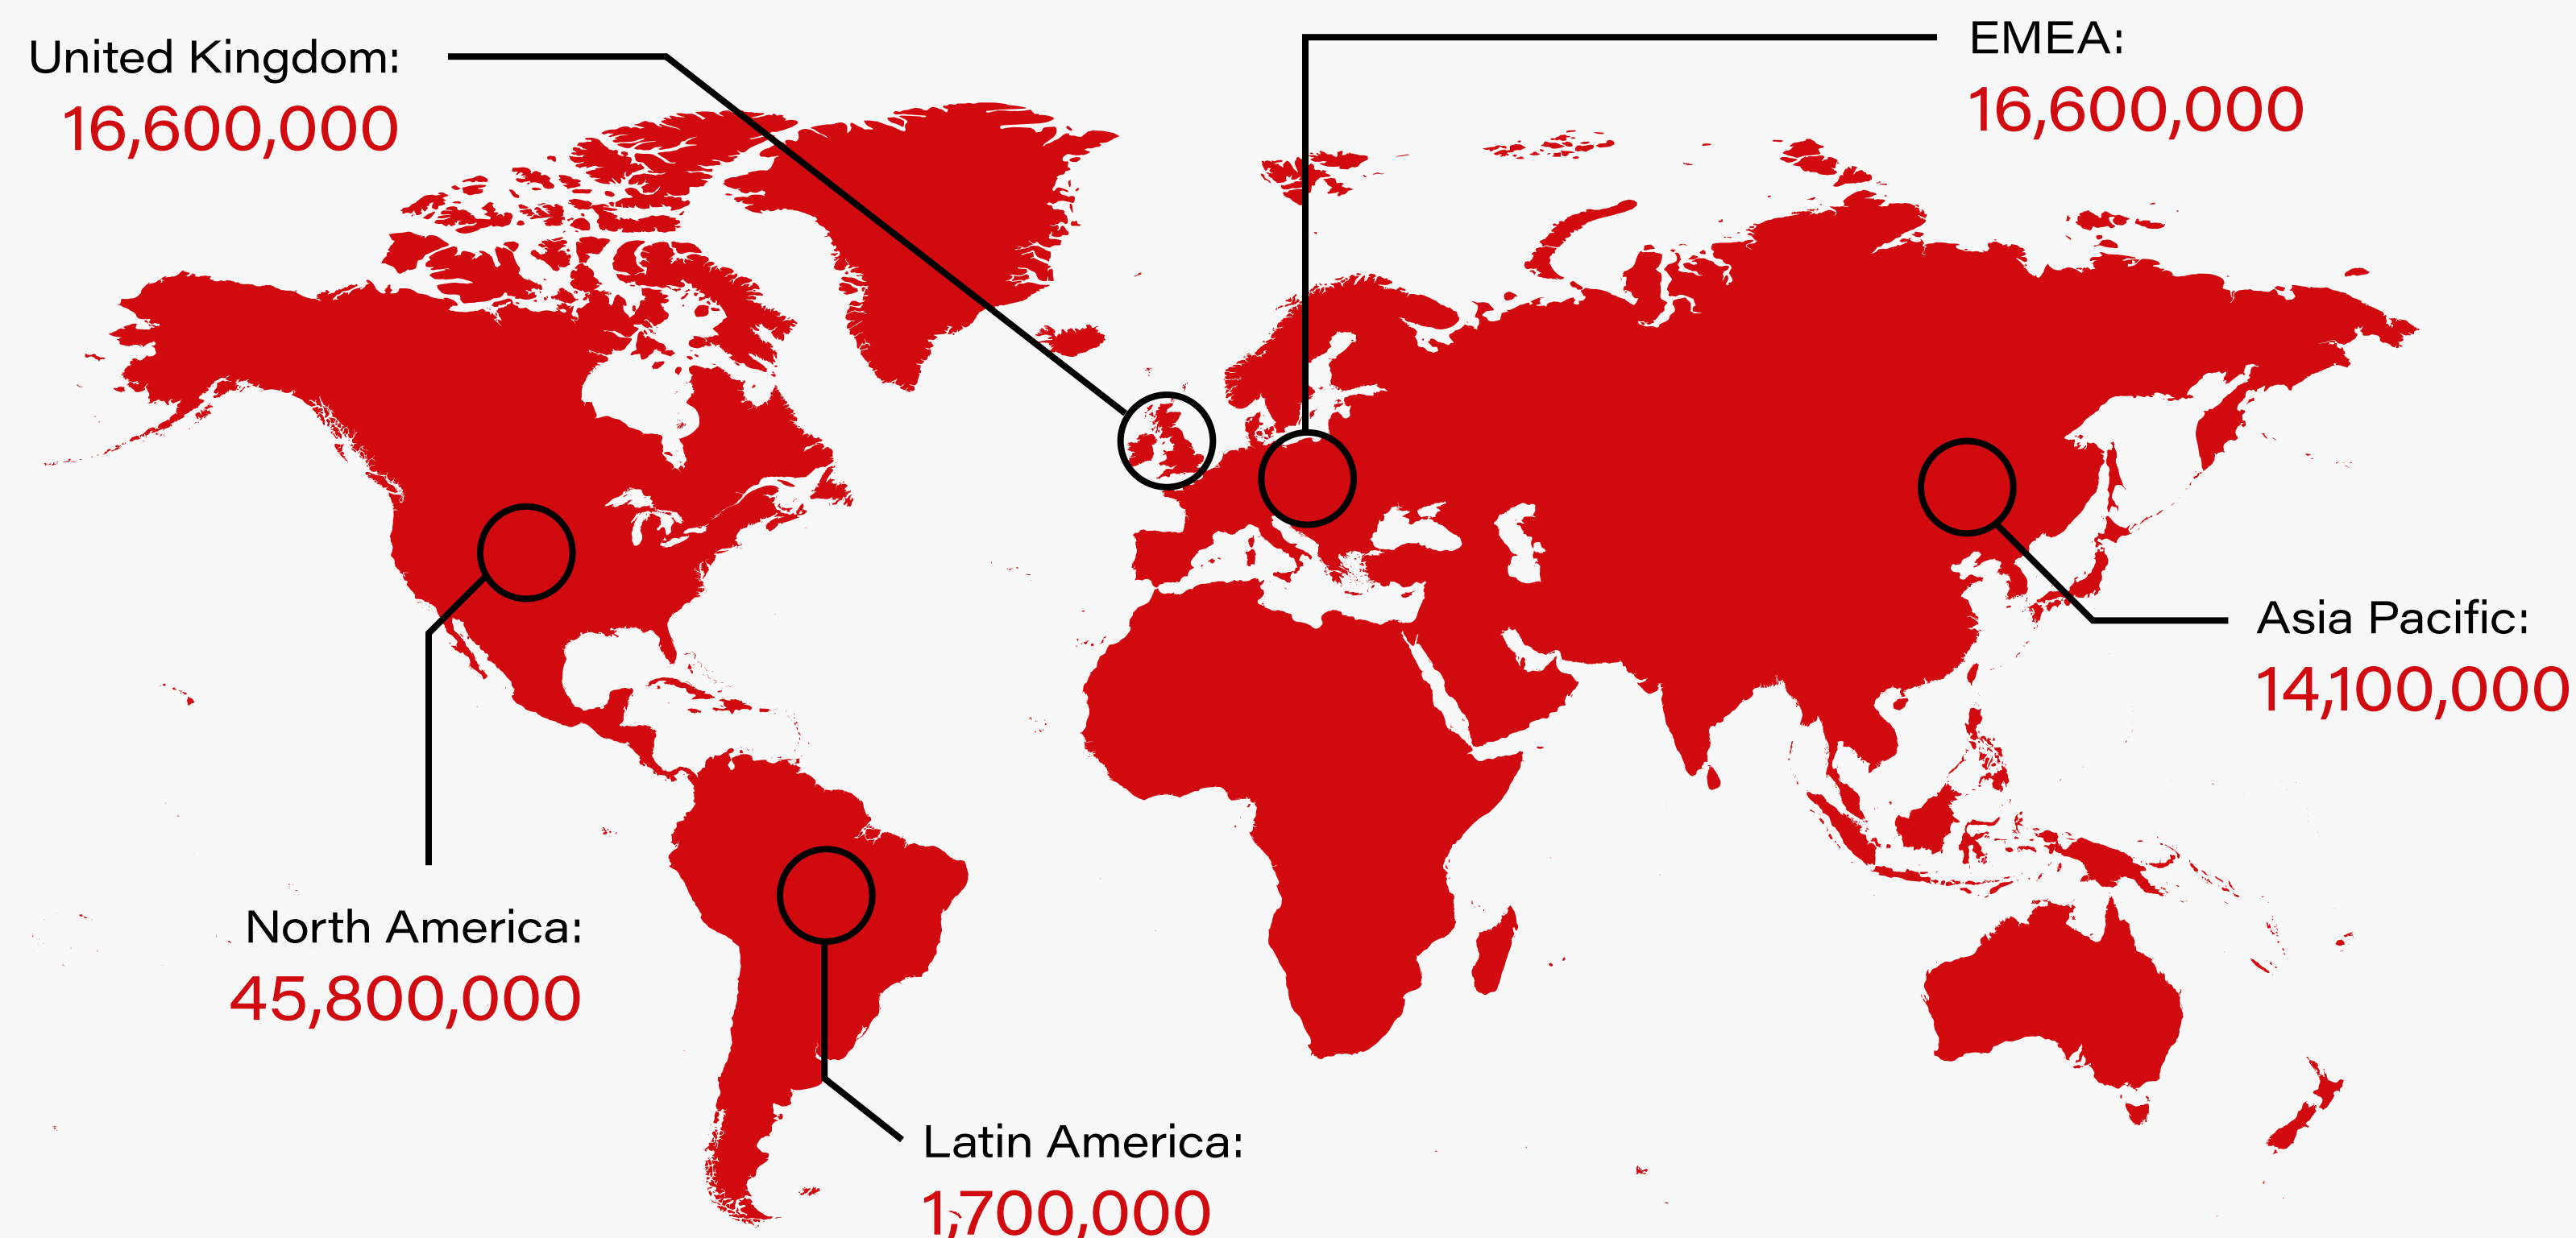 United Kingdom:
16,600,000
EMEA:
16,600,000
Asia Pacific:
14,100,000
North America:
45,800,000
Latin America:
1,700,000